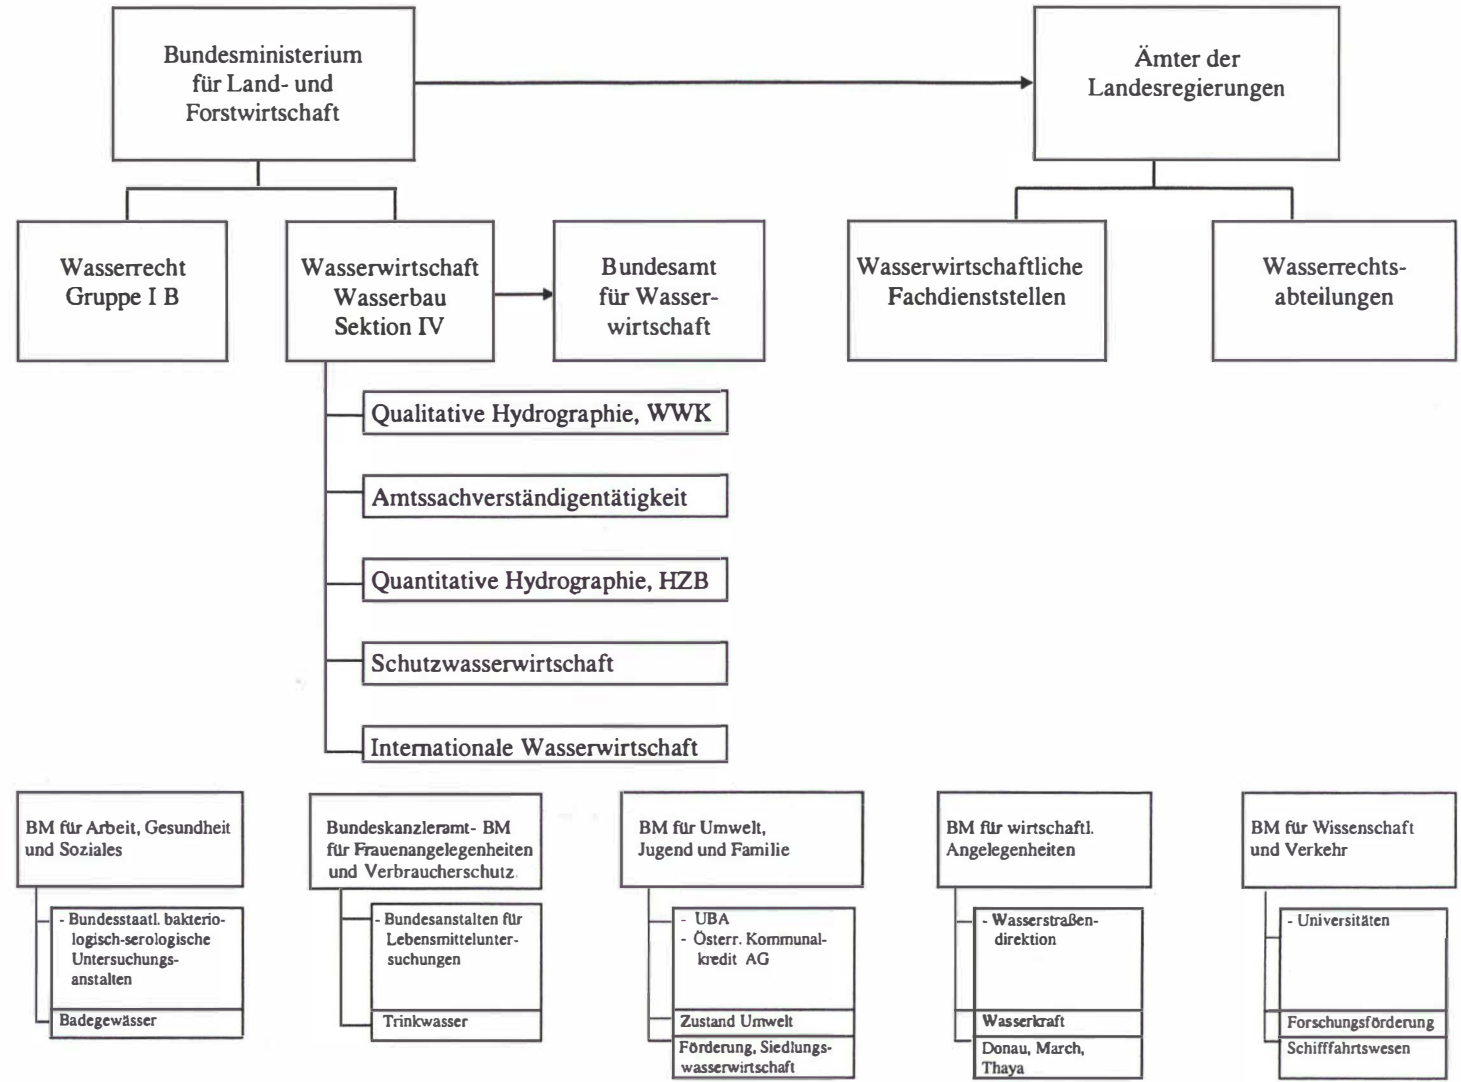 Bundesministerium
für Land- und
Forstwirtschaft
Ämter der
Landesregierungen
Wasserrecht
Gruppe I B
Wasserwirtschaft
Wasserbau
Sektion IV
Bundesamt
für Wasser-
wirtschaft
Wasserwirtschaftliche
Fachdienststellen
Wasserrechts-
abteilungen
Qualitative Hydrographie, WWK
Amtssachverständigentätigkeit
Quantitative Hydrographie, HZB
Schutzwasserwirtschaft
Internationale Wasserwirtschaft
BM für Arbeit, Gesundheit
und Soziales
- Bundesstaatl. bakterio-
logisch-serologische
Untersuchungs-
anstalten
Badegewässer
Bundeskanzleramt- BM
für Frauenangelegenheiten
und Verbraucherschutz.
- Bundesanstalten für
Lebensmittelunter-
suchungen
Trinkwasser
BM für Umwelt,
Jugend und Familie
- UBA
- Österr. Kommunal-
kredit AG
Zustand Umwelt
Förderung, Siedlungs-
wasserwirtschaft
BM für wirtschaftl.
Angelegenheiten
- Wasserstraßen-
direktion
Wasserkraft
Donau, March,
Thaya
BM für Wissenschaft
und Verkehr
- Universitäten
Forschungsförderung
Schifffahrtswesen